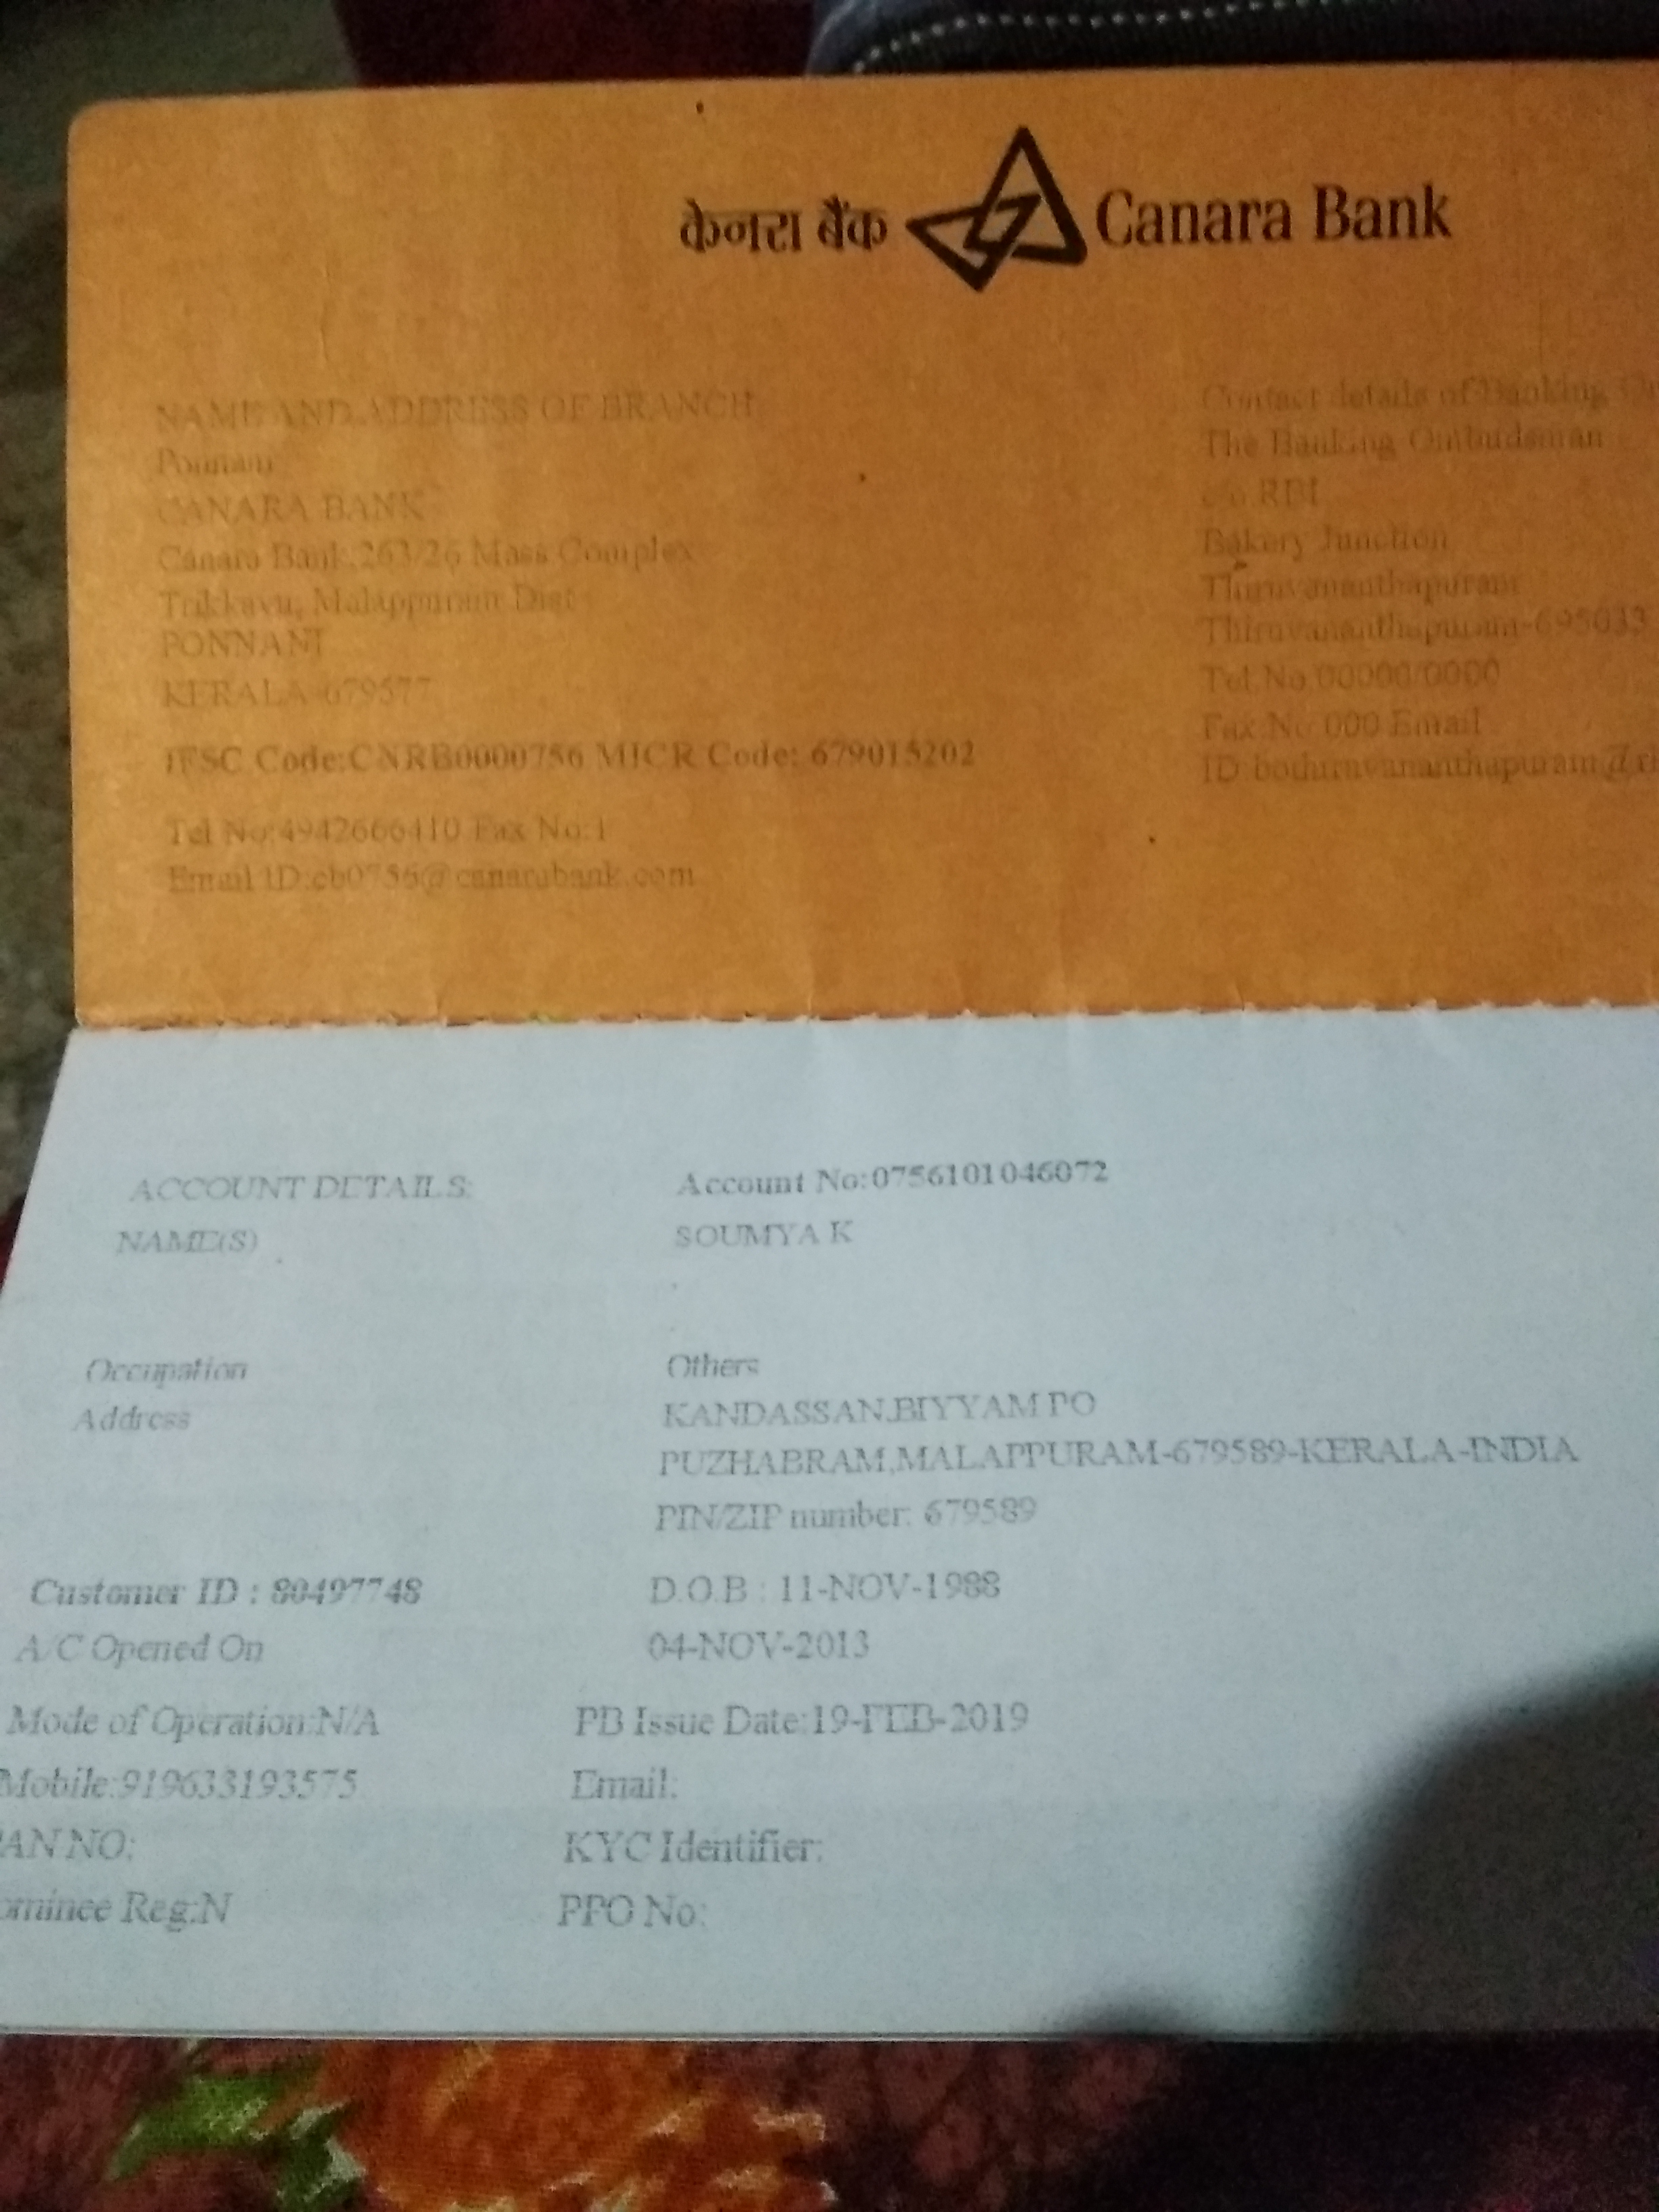 केनरा बैंक Canara Bank
NAME AND ADDRESS OF BRANCH
Ponnani
CANARA BANK
Canara Bank,263/26 Mass Complex
Trikkavu, Malappuram Dist
PONNANI
KERALA-679577
IFSC Code:CNRB0000756 MICR Code: 679015202
Tel No:4942666410 Fax No:1
Email ID:cb0756@canarabank.com
Contact details of Banking
The Banking Ombudsman
c/o RBI
Bakery Junction
Thiruvananthapuram
Thiruvananthapuram-695033
Tel.No.00000/0000
Fax.No 000 Email
ID
ACCOUNT DETAILS: Account No:0756101046072
NAME(S) SOUMYA K
Occupation Others
Address KANDASSAN,BIYYAM PO
PUZHABRAM,MALAPPURAM-679589-KERALA-INDIA
PIN/ZIP number: 679589
Customer ID : 80497748 D.O.B : 11-NOV-1988
A/C Opened On 04-NOV-2013
Mode of Operation:N/A PB Issue Date:19-FEB-2019
Mobile:919633193575 Email:
AN NO: KYC Identifier:
ominee Reg:N PPO No: